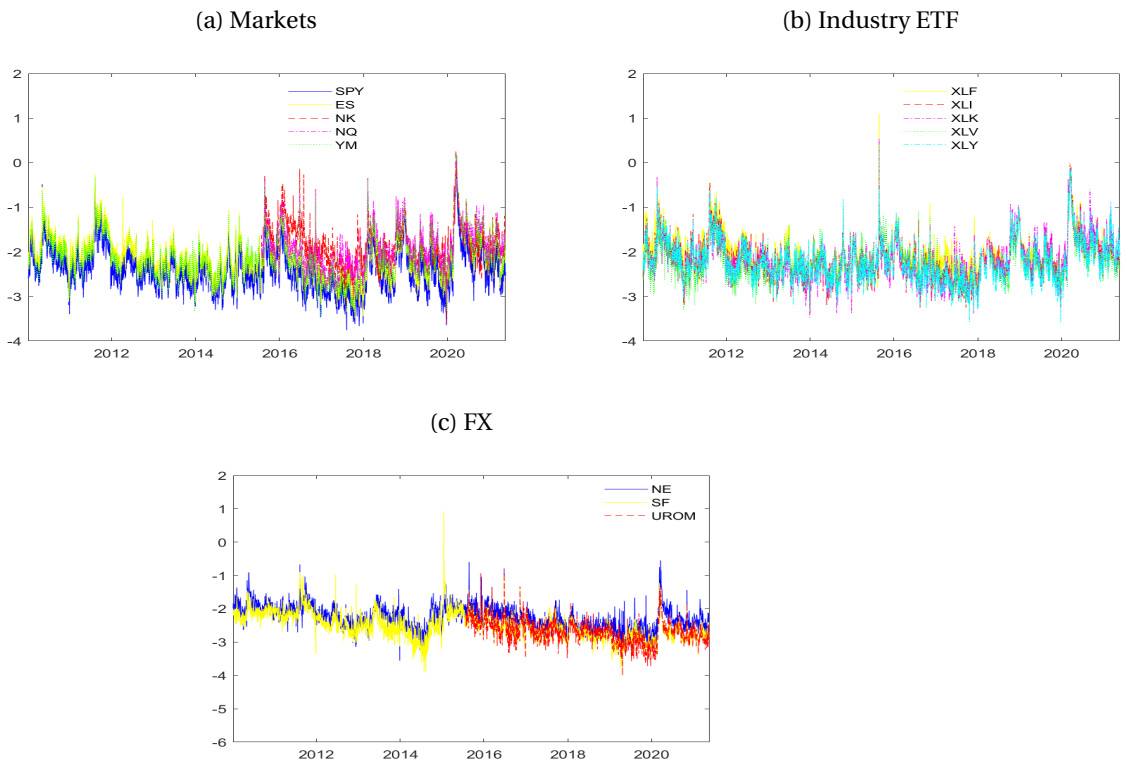 (a) Markets
2
1
0
-1
-2
-3
-4
2012
2014
2016
2018
2020
SPY
ES
NK
NQ
YM
(b) Industry ETF
2
1
0
-1
-2
-3
-4
2012
2014
2016
2018
2020
XLF
XLI
XLK
XLV
XLY
(c) FX
2
1
0
-1
-2
-3
-4
-5
-6
2012
2014
2016
2018
2020
NE
SF
UROM